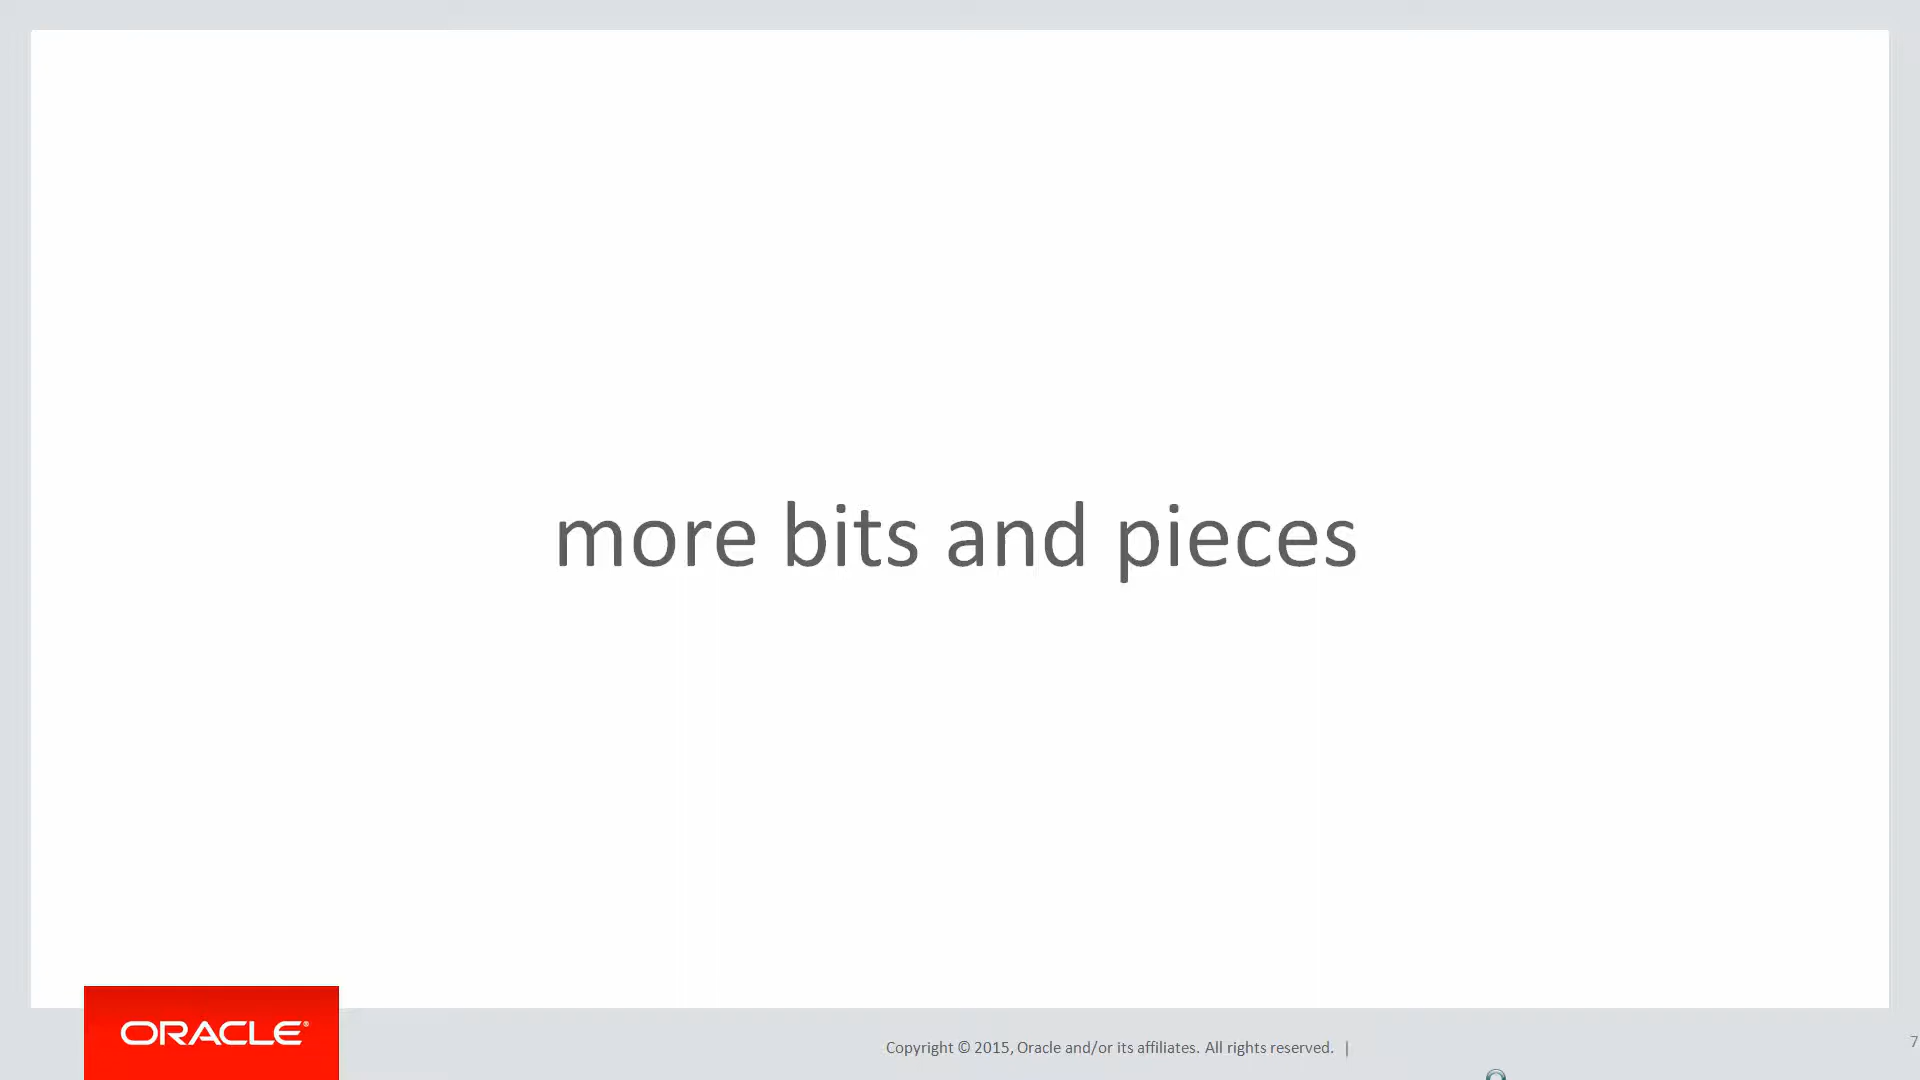 more bits and pieces
ORACLE®
Copyright © 2015, Oracle and/or its affiliates. All rights reserved. |
7